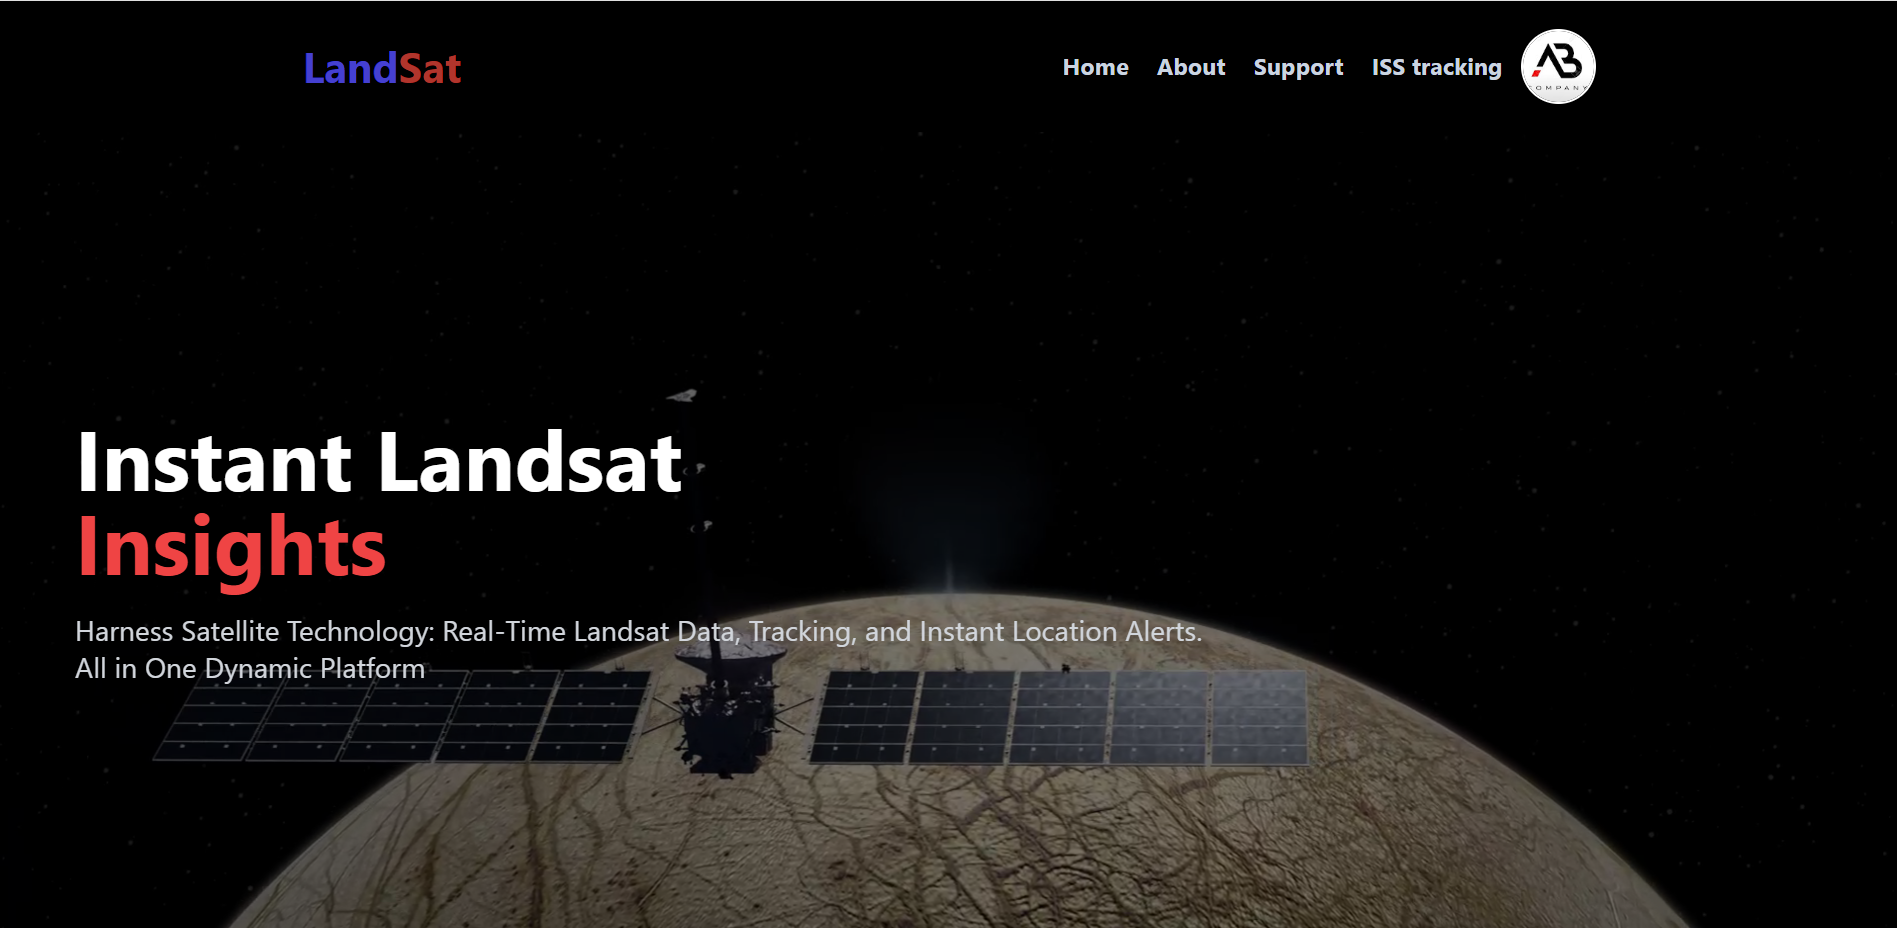 LandSat
Home About Support ISS tracking
AB
COMPANY
Instant Landsat
Insights
Harness Satellite Technology: Real-Time Landsat Data, Tracking, and Instant Location Alerts.
All in One Dynamic Platform